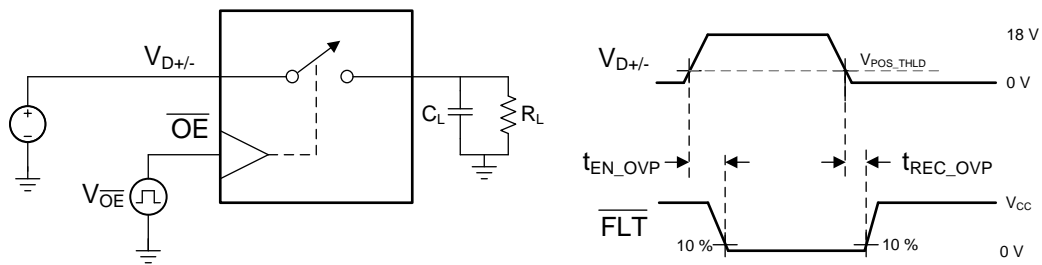 V_D+/-
OE
V_OE
C_L
R_L
+
−
V_D+/-
18 V
V_POS_THLD
0 V
t_EN_OVP
t_REC_OVP
FLT
10 %
10 %
V_CC
0 V